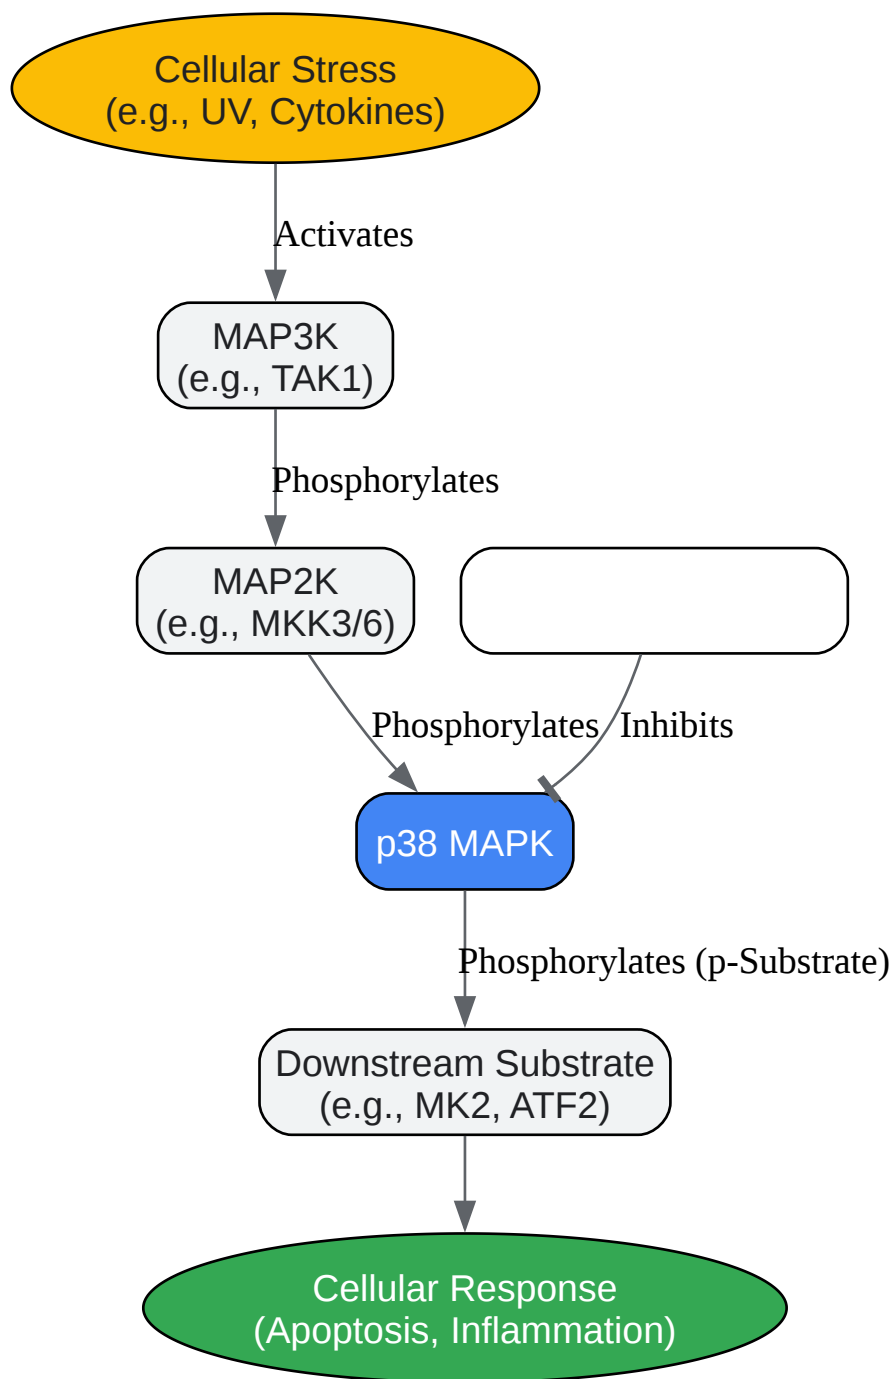 Cellular Stress
(e.g., UV, Cytokines)
Activates
MAP3K
(e.g., TAK1)
Phosphorylates
MAP2K
(e.g., MKK3/6)
Phosphorylates
Inhibits
p38 MAPK
Phosphorylates (p-Substrate)
Downstream Substrate
(e.g., MK2, ATF2)
Cellular Response
(Apoptosis, Inflammation)